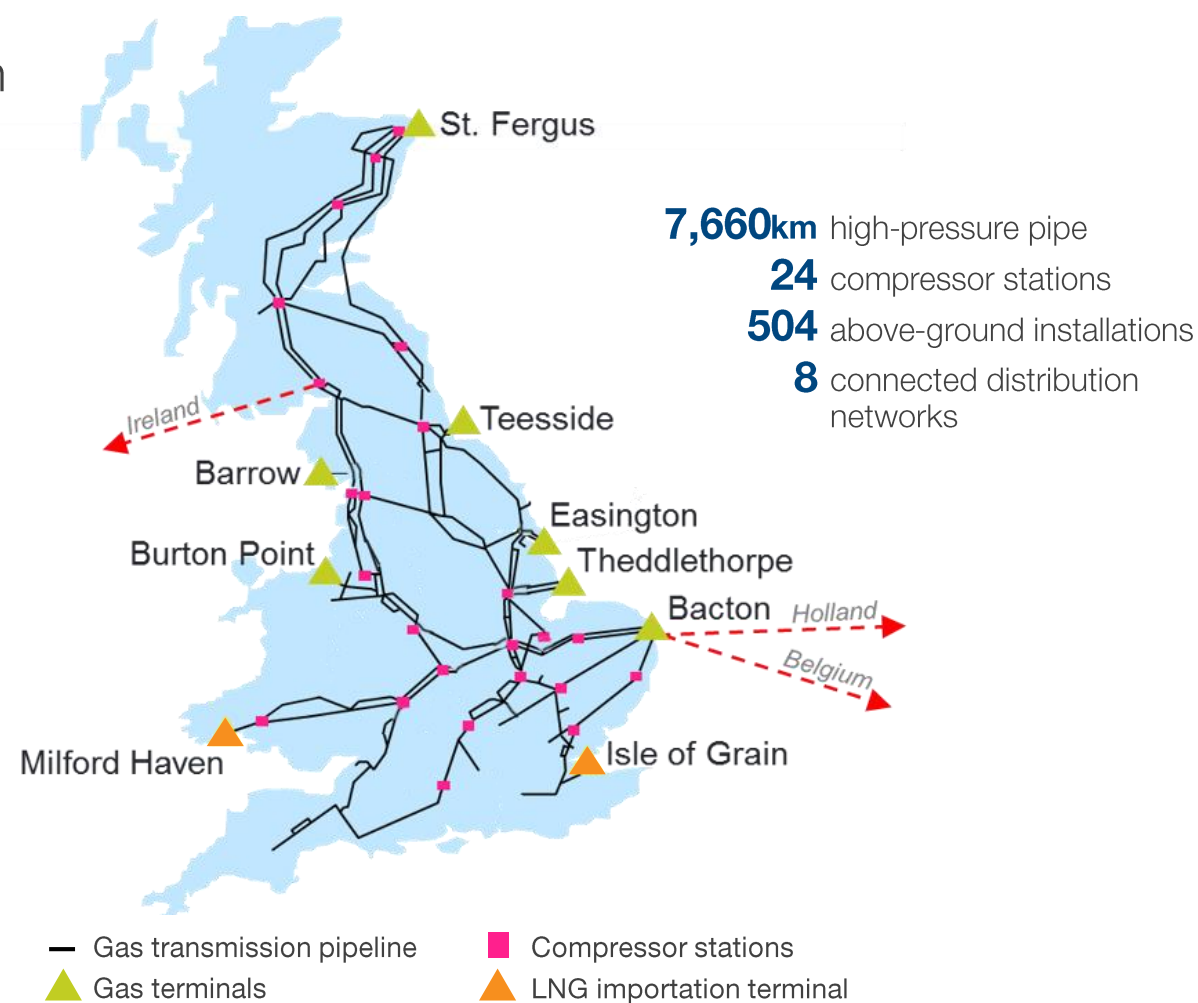 St. Fergus
7,660km high-pressure pipe
24 compressor stations
504 above-ground installations
8 connected distribution
networks
Ireland
Teesside
Barrow
Easington
Burton Point
Theddlethorpe
Bacton
Holland
Belgium
Milford Haven
Isle of Grain
Gas transmission pipeline
Compressor stations
Gas terminals
LNG importation terminal